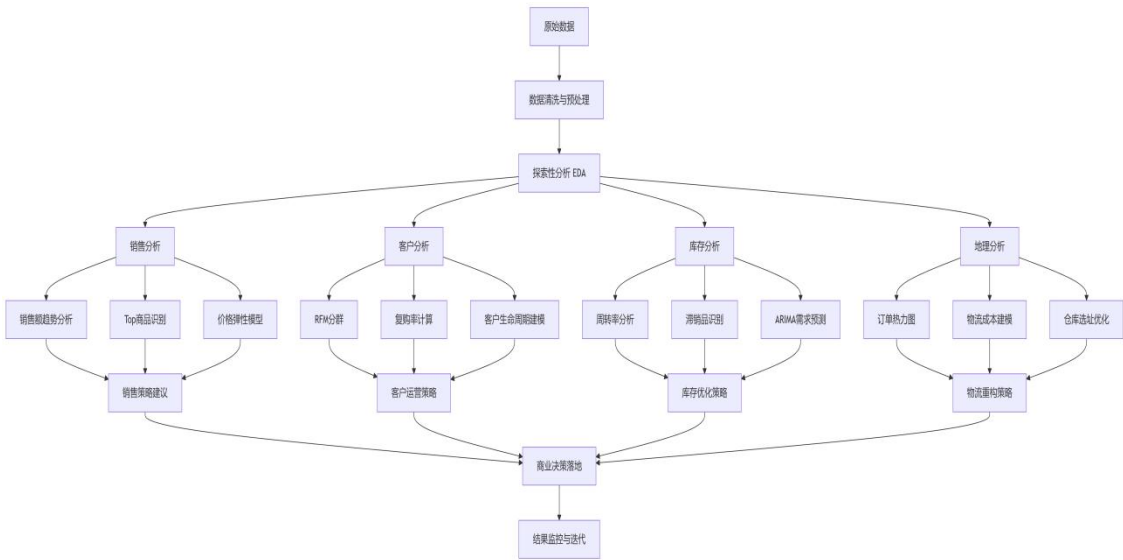 原始数据
数据清洗与预处理
探索性分析 EDA
销售分析
客户分析
库存分析
地理分析
销售额趋势分析
Top商品识别
价格弹性模型
RFM分群
复购率计算
客户生命周期建模
周转率分析
滞销品识别
ARIMA需求预测
订单热力图
物流成本建模
仓库选址优化
销售策略建议
客户运营策略
库存优化策略
物流重构策略
商业决策落地
结果监控与迭代